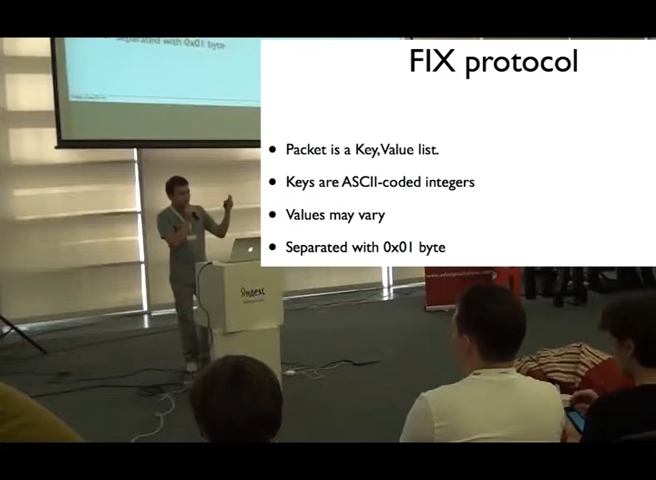 Separated with 0x01 byte
FIX protocol
Packet is a Key,Value list.
Keys are ASCII-coded integers
Values may vary
Separated with 0x01 byte
Яндекс